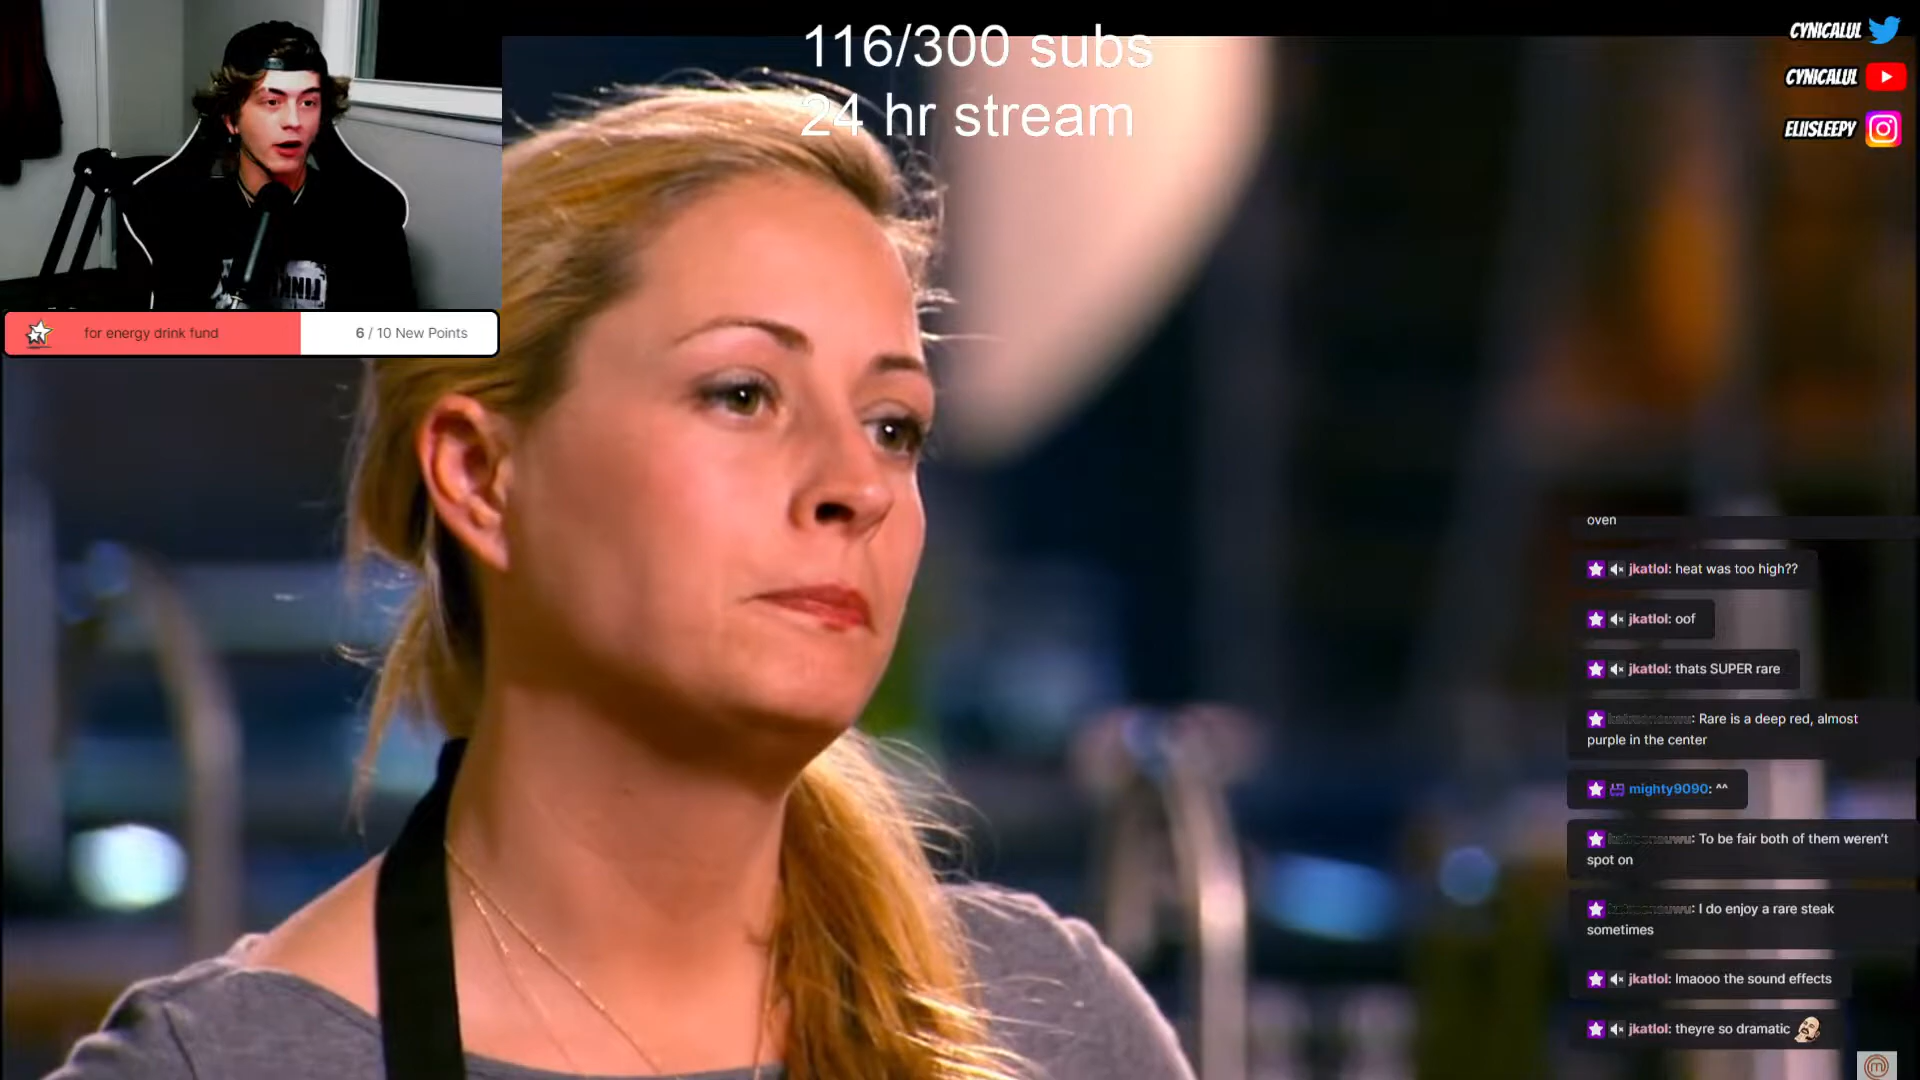 116/300 subs
24 hr stream
CYNICALUL
CYNICALUL
ELIISLEEPY
for energy drink fund
6 / 10 New Points
oven
jkatlol: heat was too high??
jkatlol: oof
jkatlol: thats SUPER rare
: Rare is a deep red, almost
purple in the center
mighty9090: ^^
: To be fair both of them weren't
spot on
: I do enjoy a rare steak
sometimes
jkatlol: lmaooo the sound effects
jkatlol: theyre so dramatic